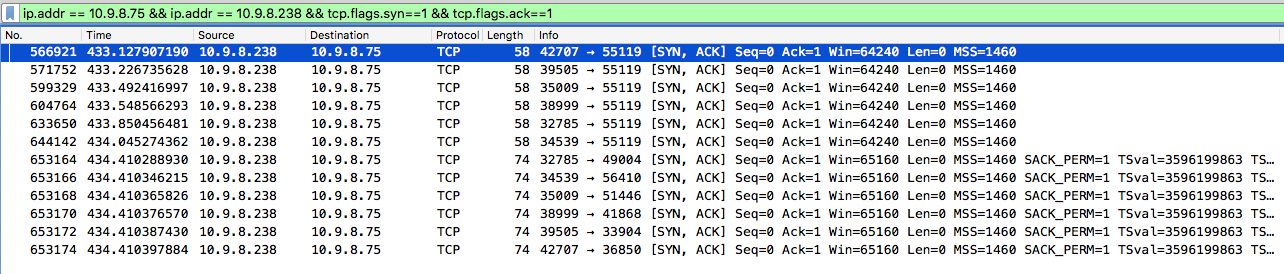 ip.addr == 10.9.8.75 && ip.addr == 10.9.8.238 && tcp.flags.syn==1 && tcp.flags.ack==1
No. Time Source Destination Protocol Length Info
566921 433.127907190 10.9.8.238 10.9.8.75 TCP 58 42707 → 55119 [SYN, ACK] Seq=0 Ack=1 Win=64240 Len=0 MSS=1460
571752 433.226735628 10.9.8.238 10.9.8.75 TCP 58 39505 → 55119 [SYN, ACK] Seq=0 Ack=1 Win=64240 Len=0 MSS=1460
599329 433.492416997 10.9.8.238 10.9.8.75 TCP 58 35009 → 55119 [SYN, ACK] Seq=0 Ack=1 Win=64240 Len=0 MSS=1460
604764 433.548566293 10.9.8.238 10.9.8.75 TCP 58 38999 → 55119 [SYN, ACK] Seq=0 Ack=1 Win=64240 Len=0 MSS=1460
633650 433.850456481 10.9.8.238 10.9.8.75 TCP 58 32785 → 55119 [SYN, ACK] Seq=0 Ack=1 Win=64240 Len=0 MSS=1460
644142 434.045274362 10.9.8.238 10.9.8.75 TCP 58 34539 → 55119 [SYN, ACK] Seq=0 Ack=1 Win=64240 Len=0 MSS=1460
653164 434.410288930 10.9.8.238 10.9.8.75 TCP 74 32785 → 49004 [SYN, ACK] Seq=0 Ack=1 Win=65160 Len=0 MSS=1460 SACK_PERM=1 TSval=3596199863 TS…
653166 434.410346215 10.9.8.238 10.9.8.75 TCP 74 34539 → 56410 [SYN, ACK] Seq=0 Ack=1 Win=65160 Len=0 MSS=1460 SACK_PERM=1 TSval=3596199863 TS…
653168 434.410365826 10.9.8.238 10.9.8.75 TCP 74 35009 → 51446 [SYN, ACK] Seq=0 Ack=1 Win=65160 Len=0 MSS=1460 SACK_PERM=1 TSval=3596199863 TS…
653170 434.410376570 10.9.8.238 10.9.8.75 TCP 74 38999 → 41868 [SYN, ACK] Seq=0 Ack=1 Win=65160 Len=0 MSS=1460 SACK_PERM=1 TSval=3596199863 TS…
653172 434.410387430 10.9.8.238 10.9.8.75 TCP 74 39505 → 33904 [SYN, ACK] Seq=0 Ack=1 Win=65160 Len=0 MSS=1460 SACK_PERM=1 TSval=3596199863 TS…
653174 434.410397884 10.9.8.238 10.9.8.75 TCP 74 42707 → 36850 [SYN, ACK] Seq=0 Ack=1 Win=65160 Len=0 MSS=1460 SACK_PERM=1 TSval=3596199863 TS…